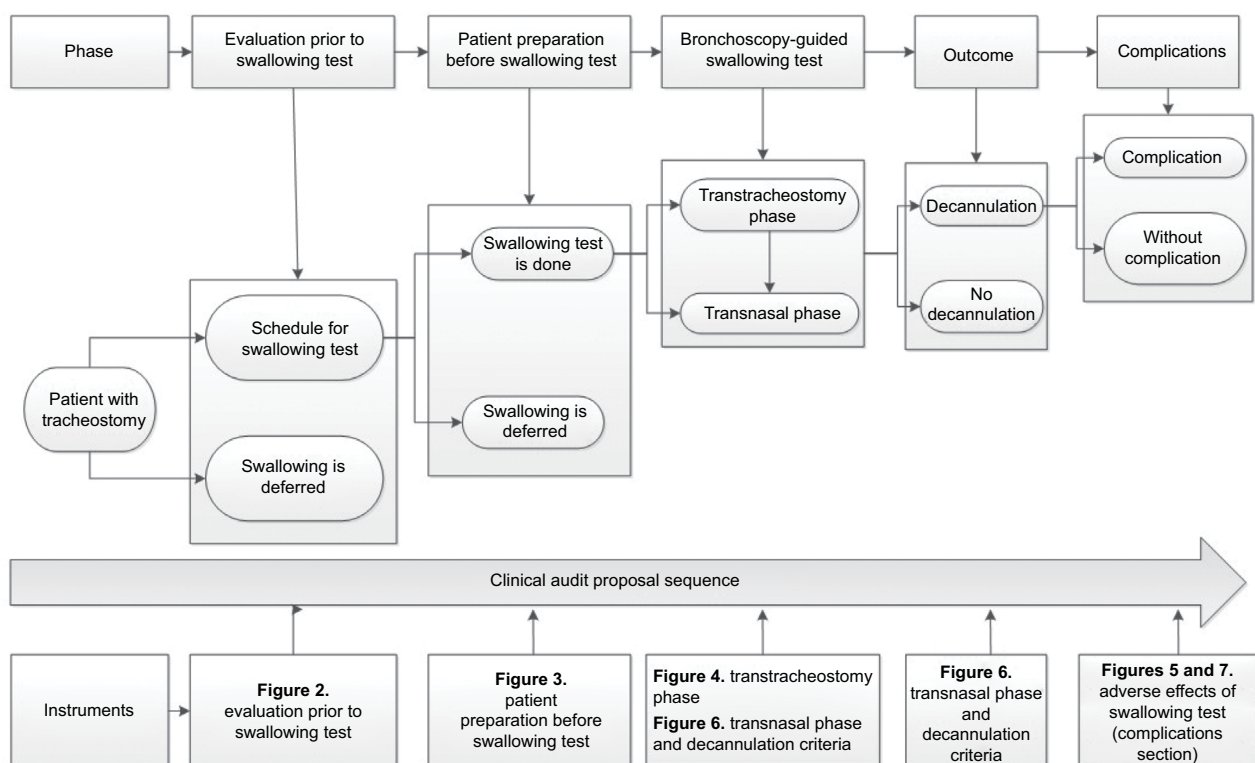 Phase
Evaluation prior to
swallowing test
Patient preparation
before swallowing test
Bronchoscopy-guided
swallowing test
Outcome
Complications
Complication
Without
complication
Transtracheostomy
phase
Transnasal phase
Decannulation
No
decannulation
Swallowing test
is done
Swallowing is
deferred
Schedule for
swallowing test
Patient with
tracheostomy
Swallowing is
deferred
Clinical audit proposal sequence
Instruments
Figure 2.
evaluation prior to
swallowing test
Figure 3.
patient
preparation before
swallowing test
Figure 4. transtracheostomy
phase
Figure 6. transnasal phase
and decannulation criteria
Figure 6.
transnasal phase
and
decannulation
criteria
Figures 5 and 7.
adverse effects of
swallowing test
(complications
section)